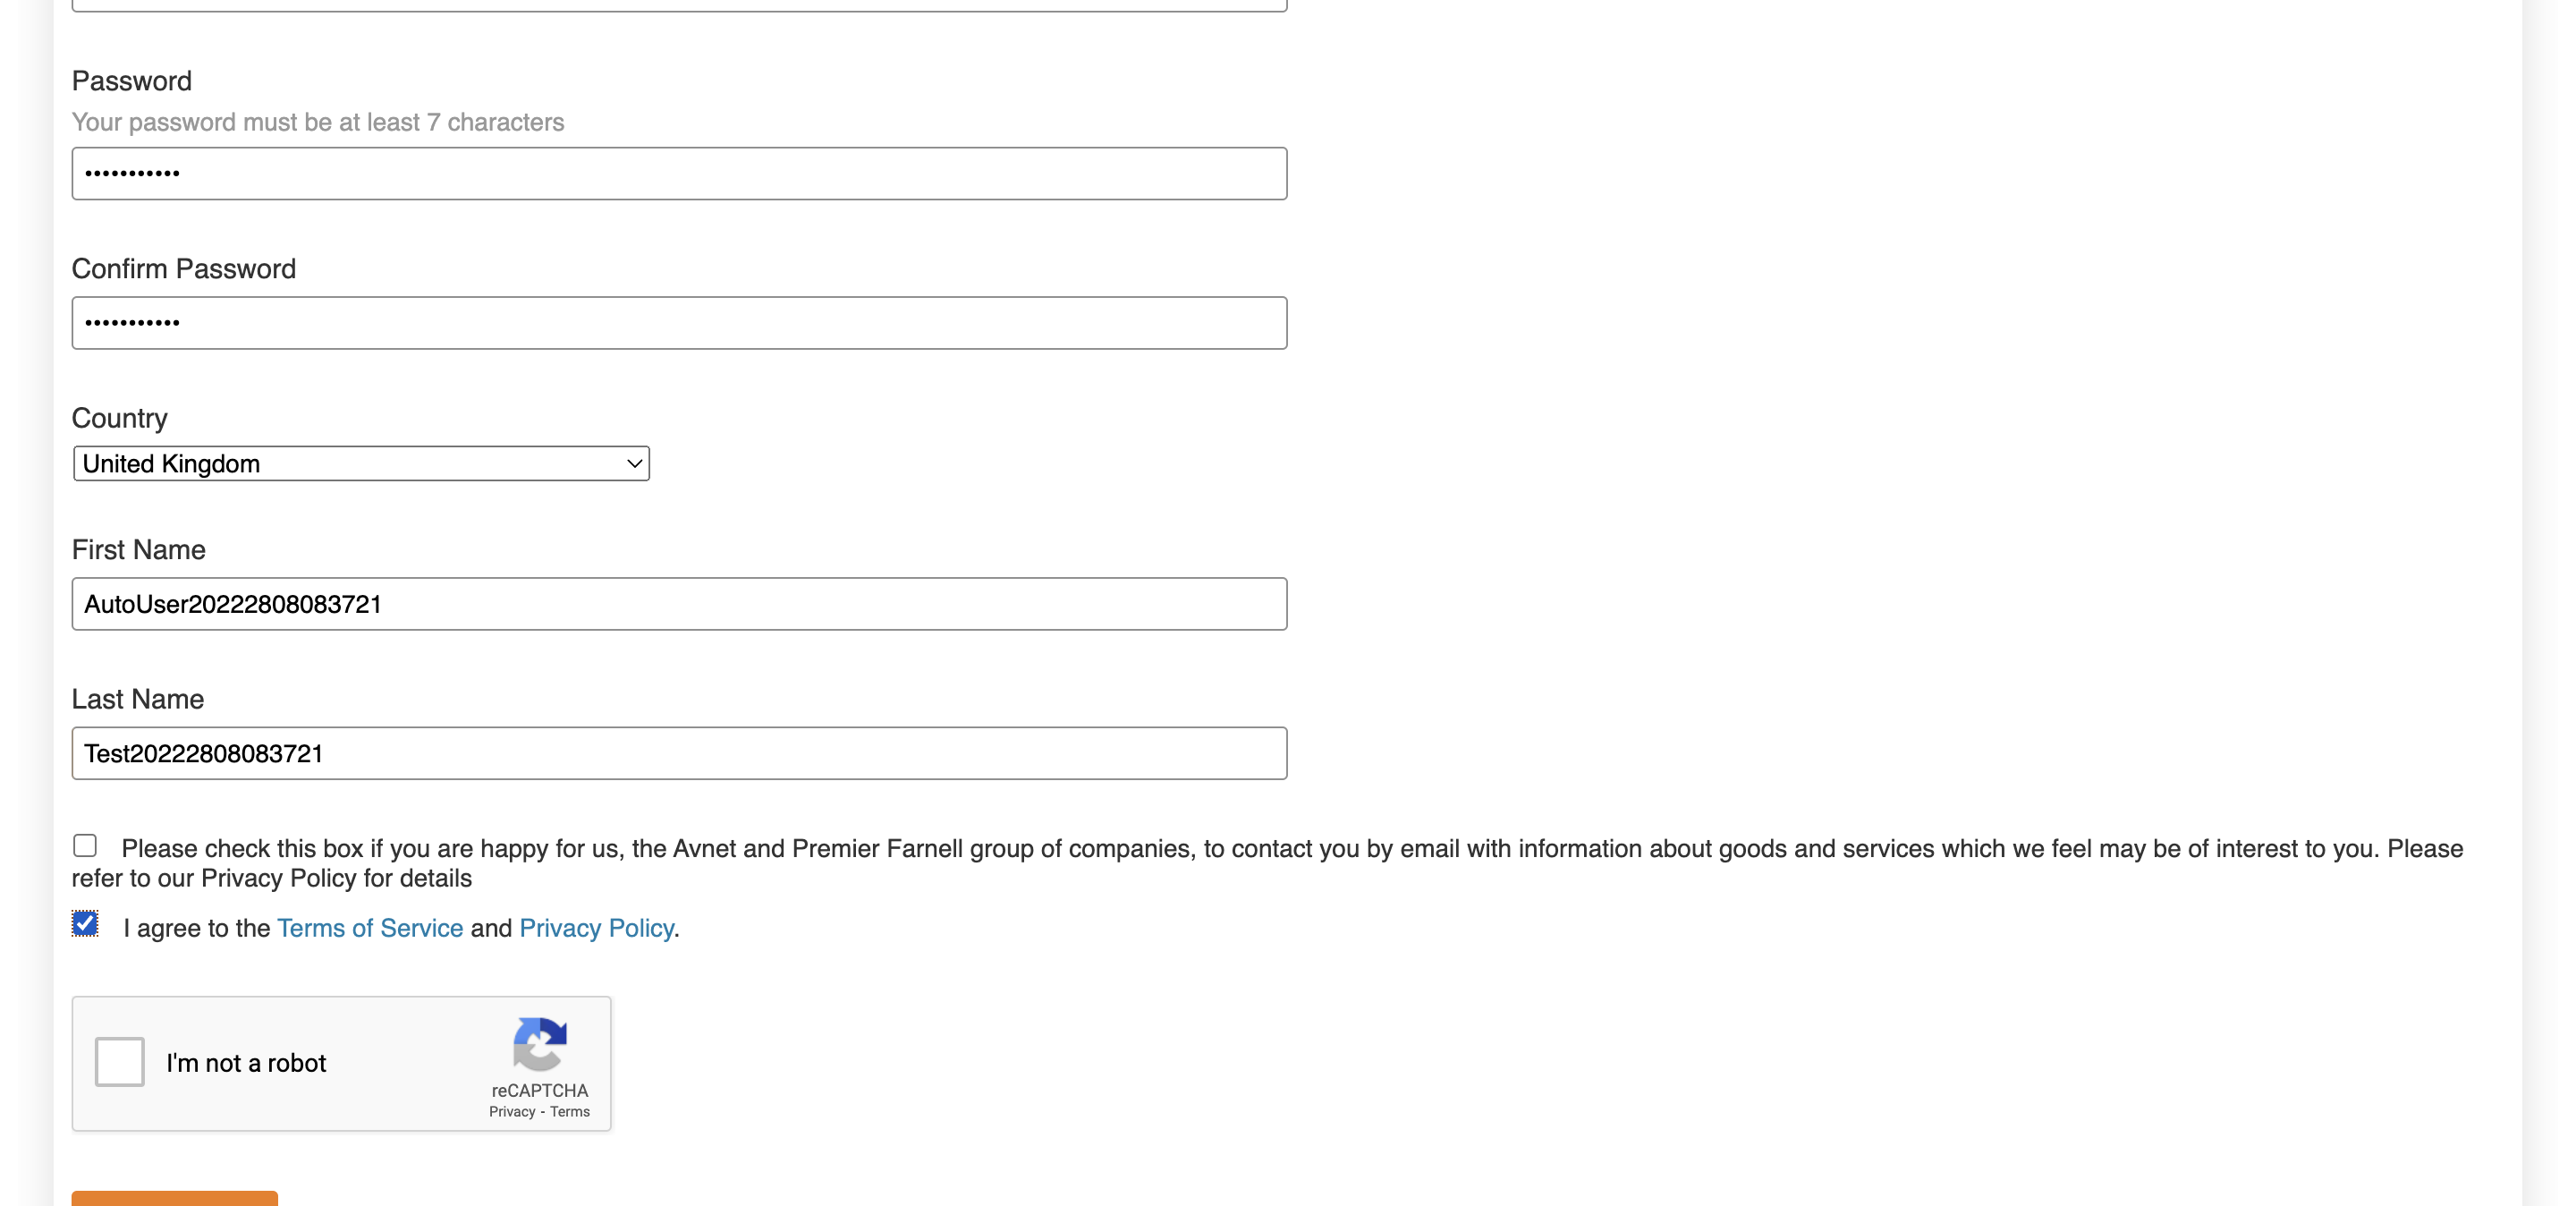 Password
Your password must be at least 7 characters
•••••••••••
Confirm Password
•••••••••••
Country
United Kingdom
First Name
AutoUser20222808083721
Last Name
Test20222808083721
Please check this box if you are happy for us, the Avnet and Premier Farnell group of companies, to contact you by email with information about goods and services which we feel may be of interest to you. Please
refer to our Privacy Policy for details
I agree to the Terms of Service and Privacy Policy.
I'm not a robot
reCAPTCHA
Privacy - Terms